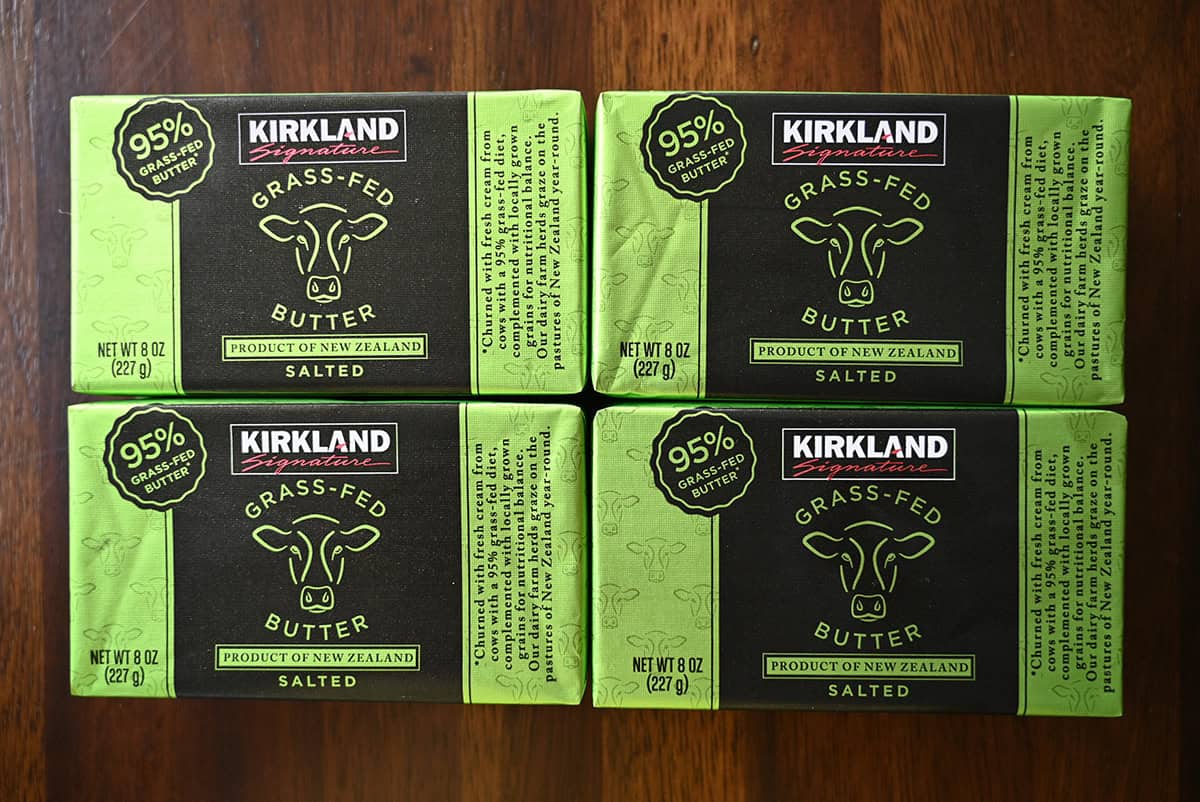 95%
GRASS-FED
BUTTER*
KIRKLAND
Signature
GRASS-FED
BUTTER
PRODUCT OF NEW ZEALAND
SALTED
NET WT 8 OZ
(227 g)
*Churned with fresh cream from
cows with a 95% grass-fed diet,
complemented with locally grown
grains for nutritional balance.
Our dairy farm herds graze on the
pastures of New Zealand year-round.
95%
GRASS-FED
BUTTER*
KIRKLAND
Signature
GRASS-FED
BUTTER
PRODUCT OF NEW ZEALAND
SALTED
NET WT 8 OZ
(227 g)
*Churned with fresh cream from
cows with a 95% grass-fed diet,
complemented with locally grown
grains for nutritional balance.
Our dairy farm herds graze on the
pastures of New Zealand year-round.
95%
GRASS-FED
BUTTER*
KIRKLAND
Signature
GRASS-FED
BUTTER
PRODUCT OF NEW ZEALAND
SALTED
NET WT 8 OZ
(227 g)
*Churned with fresh cream from
cows with a 95% grass-fed diet,
complemented with locally grown
grains for nutritional balance.
Our dairy farm herds graze on the
pastures of New Zealand year-round.
95%
GRASS-FED
BUTTER*
KIRKLAND
Signature
GRASS-FED
BUTTER
PRODUCT OF NEW ZEALAND
SALTED
NET WT 8 OZ
(227 g)
*Churned with fresh cream from
cows with a 95% grass-fed diet,
complemented with locally grown
grains for nutritional balance.
Our dairy farm herds graze on the
pastures of New Zealand year-round.